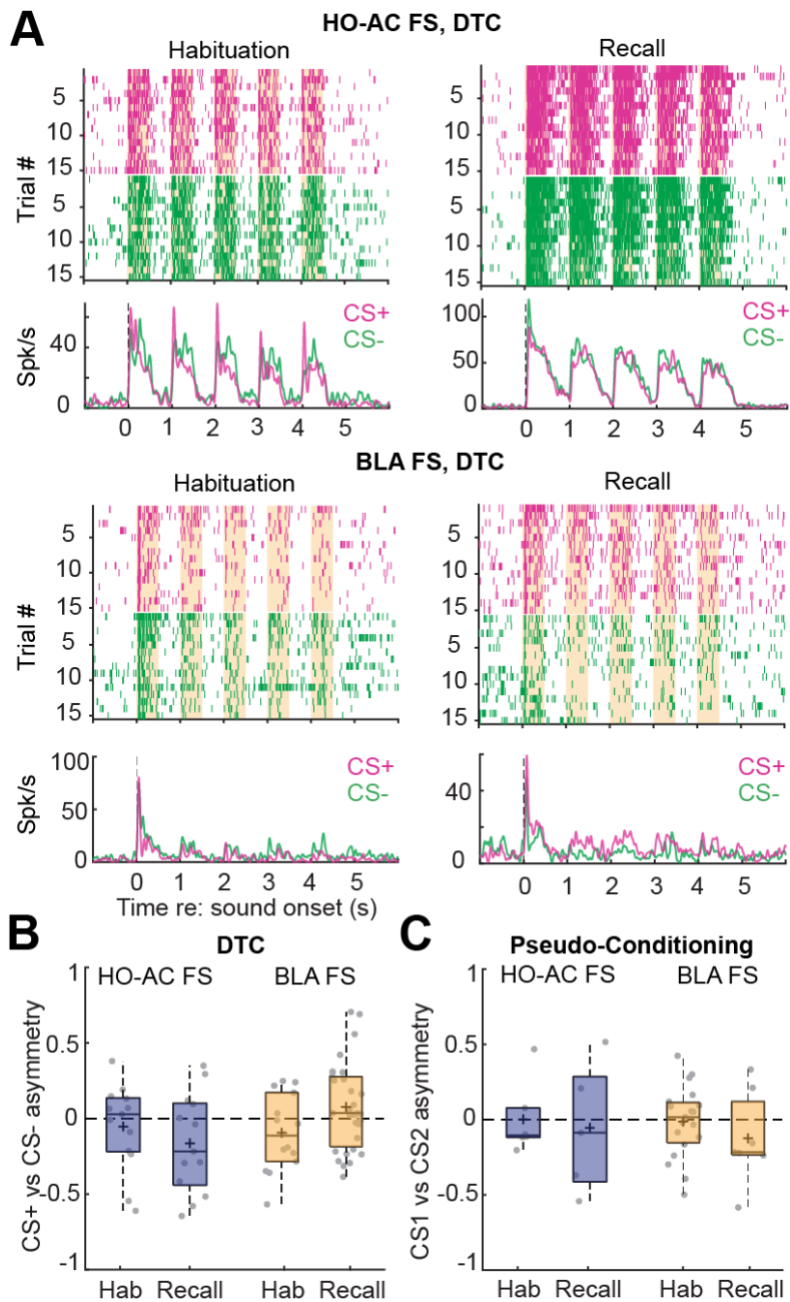 A
HO-AC FS, DTC
Habituation
Recall
Trial #
5
10
15
5
10
15
5
10
15
5
10
15
Spk/s
40
0
CS+
CS-
0 1 2 3 4 5
100
50
0
CS+
CS-
0 1 2 3 4 5
BLA FS, DTC
Habituation
Recall
Trial #
5
10
15
5
10
15
5
10
15
5
10
15
Spk/s
100
50
0
CS+
CS-
0 1 2 3 4 5
Time re: sound onset (s)
40
0
CS+
CS-
0 1 2 3 4 5
B
DTC
HO-AC FS BLA FS
CS+ vs CS- asymmetry
1
0.5
0
-0.5
-1
Hab Recall Hab Recall
C
Pseudo-Conditioning
HO-AC FS BLA FS
CS1 vs CS2 asymmetry
1
0.5
0
-0.5
-1
Hab Recall Hab Recall